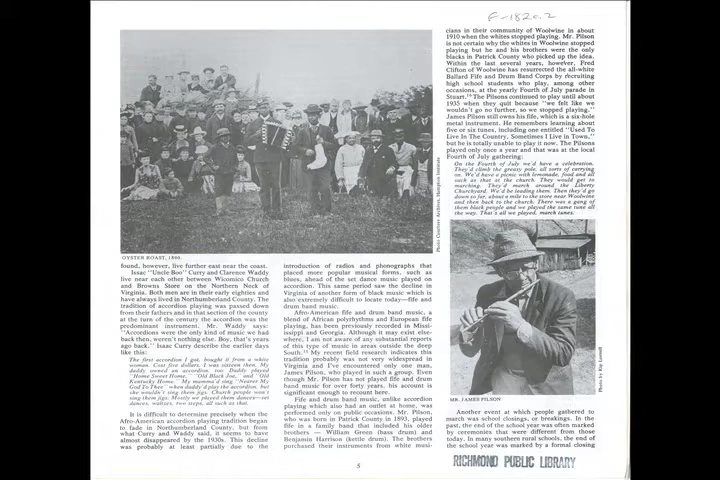 F-182a.2
Photo Courtesy Archives, Hampton Institute
OYSTER ROAST, 1890.
found, however, live further east near the coast.
Isaac "Uncle Boo" Curry and Clarence Waddy
live near each other between Wicomico Church
and Browns Store on the Northern Neck of
Virginia. Both men are in their early eighties and
have always lived in Northumberland County. The
tradition of accordion playing was passed down
from their fathers and in that section of the county
at the turn of the century the accordion was the
predominant instrument. Mr. Waddy says:
"Accordions were the only kind of music we had
back then, weren't nothing else. Boy, that's years
ago." Isaac Curry describe the earlier days
like this:
The first accordion I got, bought it from a white
woman. Cost five dollars, I was sixteen then. My
daddy owned an accordion too; Daddy played
"Home Sweet Home," "Old Black Joe," and "Old
Kentucky Home." My mamma'd sing "Nearer My
God To Thee" when daddy'd play the accordion, but
she wouldn't sing them jigs. Church people won't
sing them jigs. Mostly we played them dances—set
dances, waltzes, two steps, all such as that.
It is difficult to determine precisely when the
Afro-American accordion playing tradition began
to fade in Northumberland County, but from
what Curry and Waddy said, it seems to have
almost disappeared by the 1930s. This decline
was probably at least partially due to the
introduction of radios and phonographs that
placed more popular musical forms, such as
blues, ahead of the set dance music played on
accordion. This same period saw the decline in
Virginia of another form of black music which is
also extremely difficult to locate today—fife and
drum band music.
Afro-American fife and drum band music, a
blend of African polyrhythms and European fife
playing, has been previously recorded in Missis-
sippi and Georgia. Although it may exist else-
where, I am not aware of any substantial reports
of this type of music in areas outside the deep
South.¹⁵ My recent field research indicates this
tradition probably was not very widespread in
Virginia and I've encountered only one man,
James Pilson, who played in such a group. Even
though Mr. Pilson has not played fife and drum
band music for over forty years, his account is
significant enough to recount here.
Fife and drum band music, unlike accordion
playing which also had an outlet at home, was
performed only on public occasions. Mr. Pilson,
who was born in Patrick County in 1893, played
fife in a family band that included his older
brothers — William Green (bass drum) and
Benjamin Harrison (kettle drum). The brothers
purchased their instruments from white musi-
cians in their community of Woolwine in about
1910 when the whites stopped playing. Mr. Pilson
is not certain why the whites in Woolwine stopped
playing but he and his brothers were the only
blacks in Patrick County who picked up the idea.
Within the last several years, however, Fred
Clifton of Woolwine has resurrected the all-white
Ballard Fife and Drum Band Corps by recruiting
high school students who play, among other
occasions, at the yearly Fourth of July parade in
Stuart.¹⁶ The Pilsons continued to play until about
1935 when they quit because "we felt like we
wouldn't go no further, so we stopped playing."
James Pilson still owns his fife, which is a six-hole
metal instrument. He remembers learning about
five or six tunes, including one entitled "Used To
Live In The Country, Sometimes I Live in Town,"
but he is totally unable to play it now. The Pilsons
played only once a year and that was at the local
Fourth of July gathering:
On the Fourth of July we'd have a celebration.
They'd climb the greasy pole, all sorts of carrying
on. We'd have a picnic with lemonade, food and all
such as that at the church. They would get to
marching. They'd march around the Liberty
Churchyard. We'd be leading them. Then they'd go
down so far, about a mile to the store near Woolwine
and then back to the church. There was a gang of
them black people and we played the same tune all
the way. That's all we played, march tunes.
Photo by Kip Lornell
MR. JAMES PILSON
Another event at which people gathered to
march was school closings, or breakings. In the
past, the end of the school year was often marked
by ceremonies that were different from those
today. In many southern rural schools, the end of
the school year was marked by a formal closing
5
RICHMOND PUBLIC LIBRARY